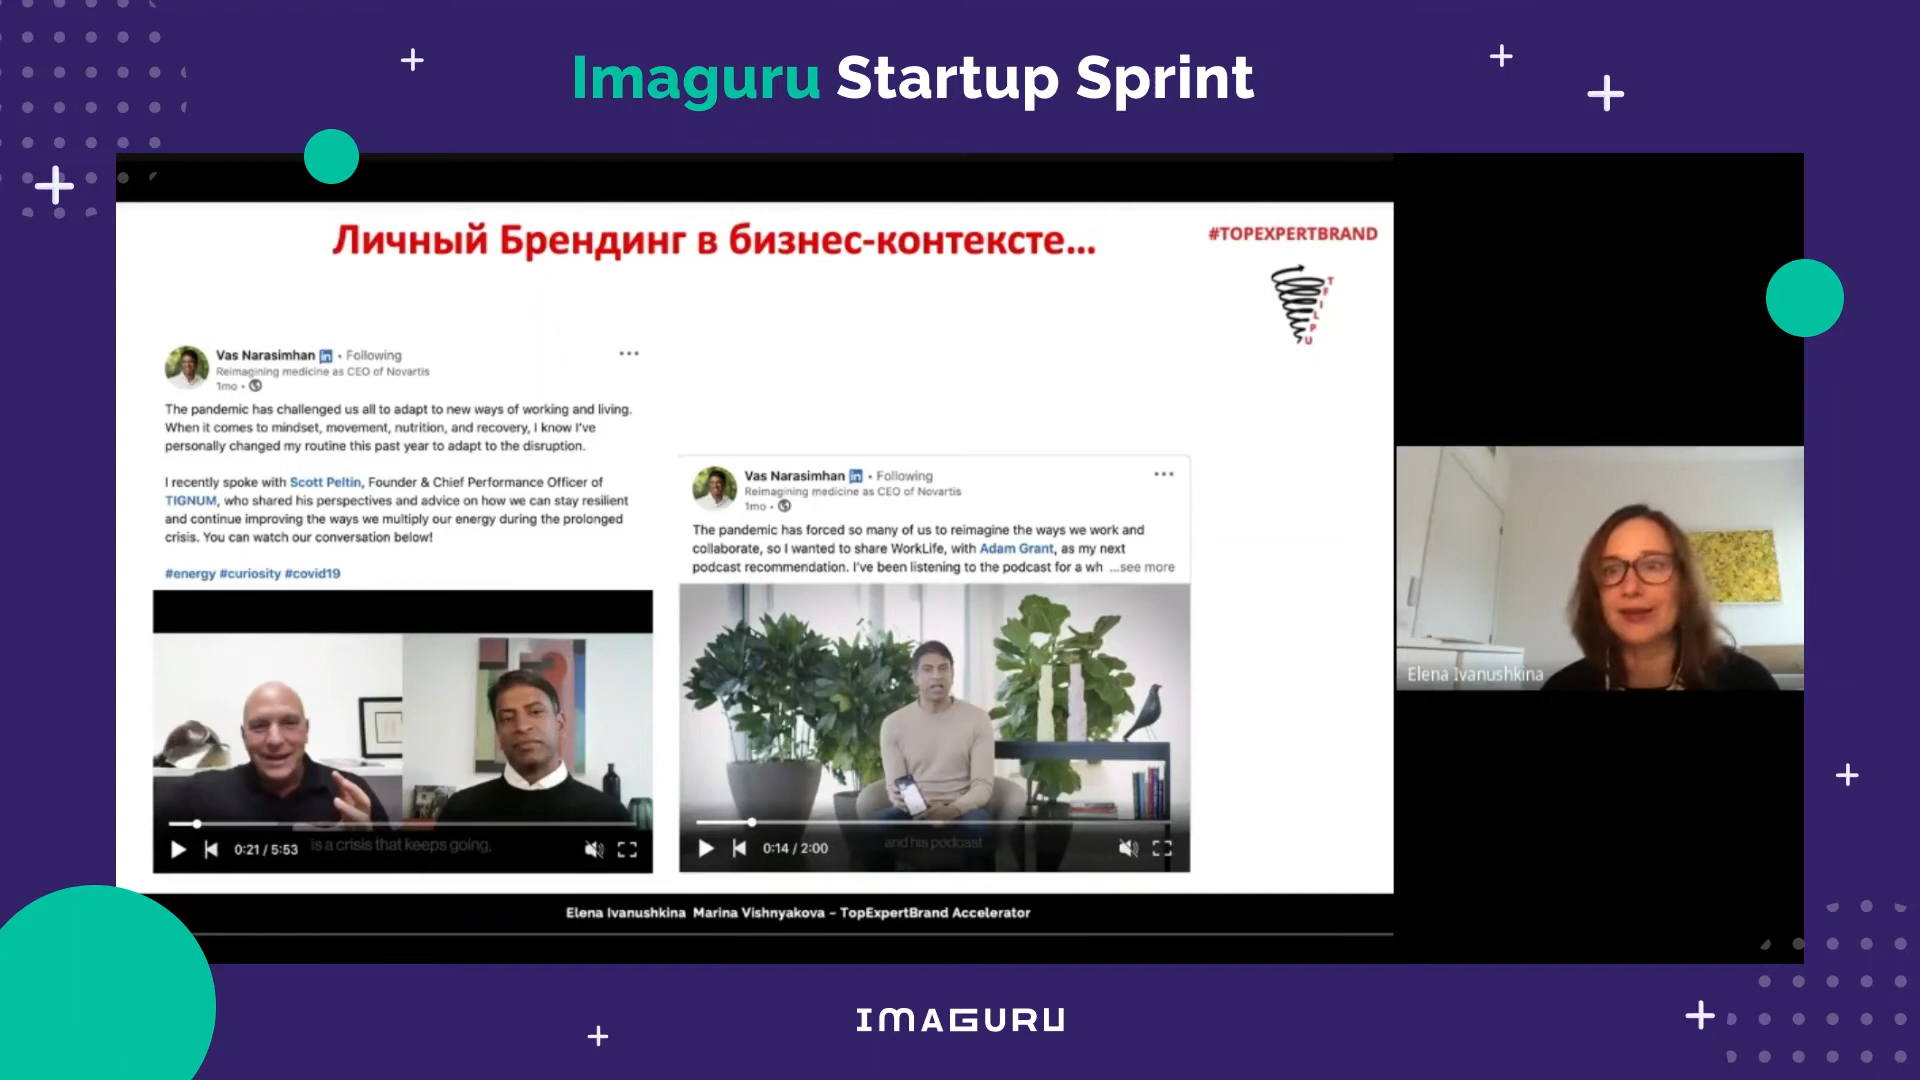 Imaguru Startup Sprint
Личный Брендинг в бизнес-контексте...
#TOPEXPERTBRAND
T
F
I
L
P
U
Vas Narasimhan in • Following
Reimagining medicine as CEO of Novartis
1mo •
The pandemic has challenged us all to adapt to new ways of working and living.
When it comes to mindset, movement, nutrition, and recovery, I know I've
personally changed my routine this past year to adapt to the disruption.
I recently spoke with Scott Peltin, Founder & Chief Performance Officer of
TIGNUM, who shared his perspectives and advice on how we can stay resilient
and continue improving the ways we multiply our energy during the prolonged
crisis. You can watch our conversation below!
#energy #curiosity #covid19
is a crisis that keeps going,
0:21 / 5:53
Vas Narasimhan in • Following
Reimagining medicine as CEO of Novartis
1mo •
The pandemic has forced so many of us to reimagine the ways we work and
collaborate, so I wanted to share WorkLife, with Adam Grant, as my next
podcast recommendation. I've been listening to the podcast for a wh ...see more
and his podcast
0:14 / 2:00
Elena Ivanushkina
Elena Ivanushkina Marina Vishnyakova – TopExpertBrand Accelerator
IMAGURU